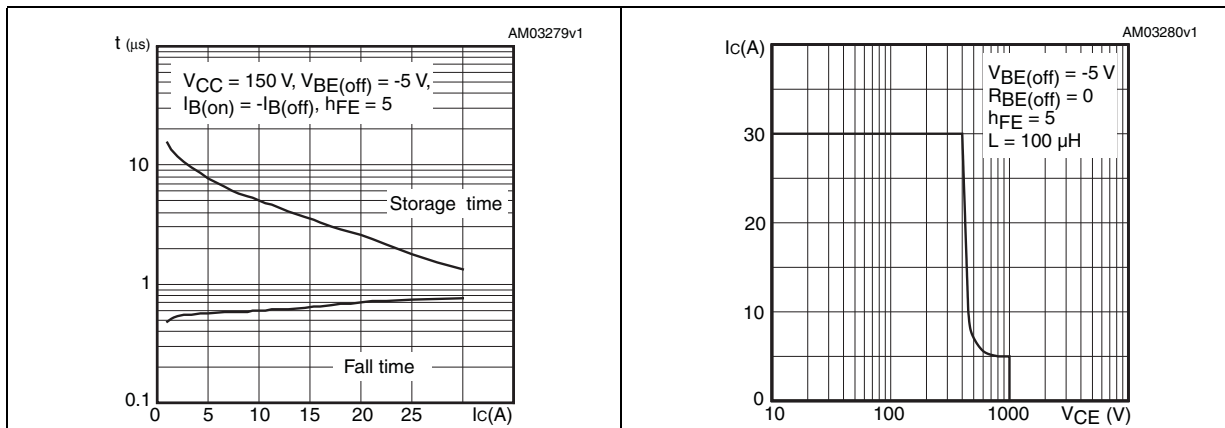 AM03279v1
t (µs)
VCC = 150 V, VBE(off) = -5 V,
IB(on) = -IB(off), hFE = 5
10
Storage time
1
Fall time
0.1
0 5 10 15 20 25 IC(A)
AM03280v1
IC(A)
40
VBE(off) = -5 V
RBE(off) = 0
hFE = 5
L = 100 µH
30
20
10
0
10 100 1000 VCE (V)